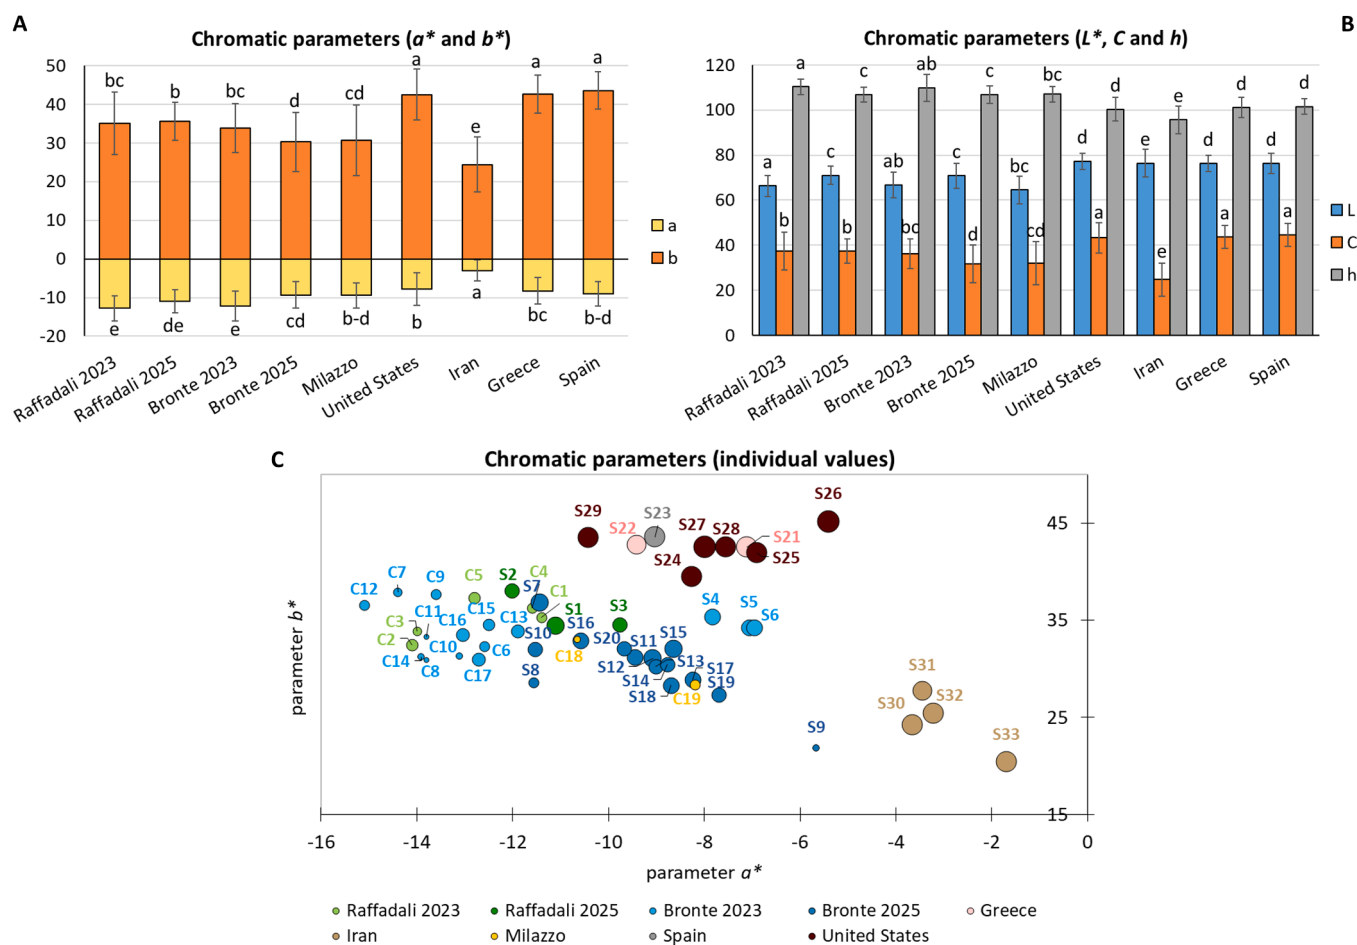 A
Chromatic parameters (a* and b*)
50
40
30
20
10
0
-10
-20
bc
b
bc
d
cd
a
e
a
a
e
de
e
cd
b-d
b
a
bc
b-d
a
b
Raffadali 2023
Raffadali 2025
Bronte 2023
Bronte 2025
Milazzo
United States
Iran
Greece
Spain
B
Chromatic parameters (L*, C and h)
120
100
80
60
40
20
0
a
c
ab
c
bc
d
e
d
d
a
c
ab
c
bc
d
e
d
d
b
b
bc
d
cd
a
e
a
a
L
C
h
Raffadali 2023
Raffadali 2025
Bronte 2023
Bronte 2025
Milazzo
United States
Iran
Greece
Spain
C
Chromatic parameters (individual values)
parameter b*
45
35
25
15
S26
S29
S23
S22
S27
S28
S21
S24
S25
C7
C9
C5
S2
C4
C12
S7
C1
S4
S5
S6
C3
C11
C16
C15
C13
S1
S16
S3
C2
C10
C6
S10
C18
S20
S11
S15
C14
C8
C17
S8
S12
S14
S13
S17
S18
C19
S19
S9
S31
S30
S32
S33
-16
-14
-12
-10
-8
-6
-4
-2
0
parameter a*
Raffadali 2023
Raffadali 2025
Bronte 2023
Bronte 2025
Greece
Iran
Milazzo
Spain
United States